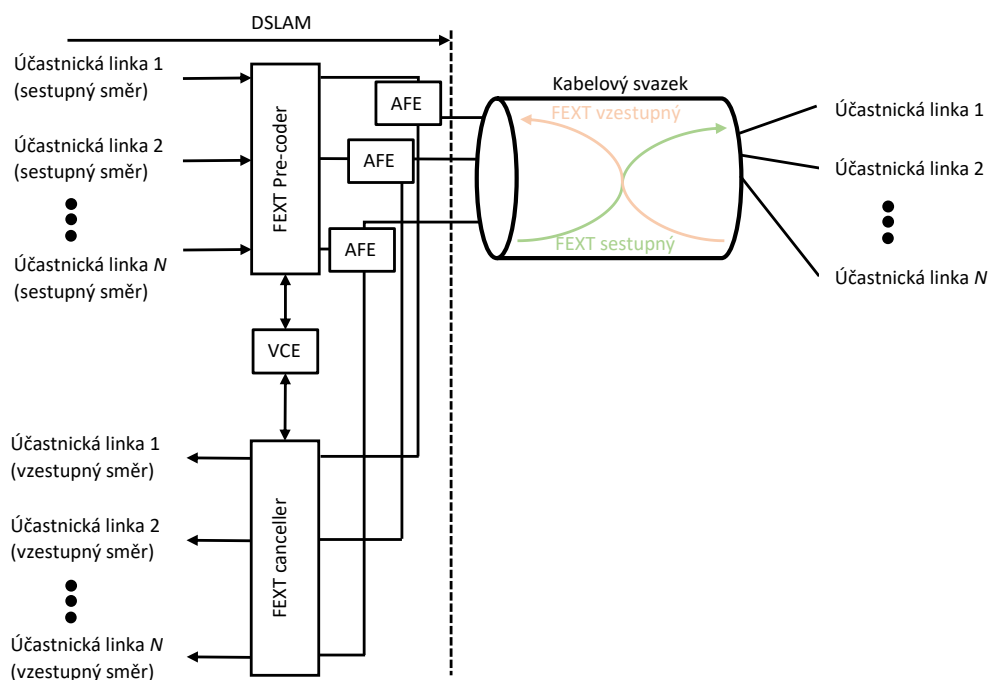 DSLAM
Účastnická linka 1
(sestupný směr)
Účastnická linka 2
(sestupný směr)
Účastnická linka N
(sestupný směr)
FEXT Pre-coder
AFE
AFE
AFE
Kabelový svazek
FEXT vzestupný
FEXT sestupný
Účastnická linka 1
Účastnická linka 2
Účastnická linka N
VCE
Účastnická linka 1
(vzestupný směr)
Účastnická linka 2
(vzestupný směr)
Účastnická linka N
(vzestupný směr)
FEXT canceller